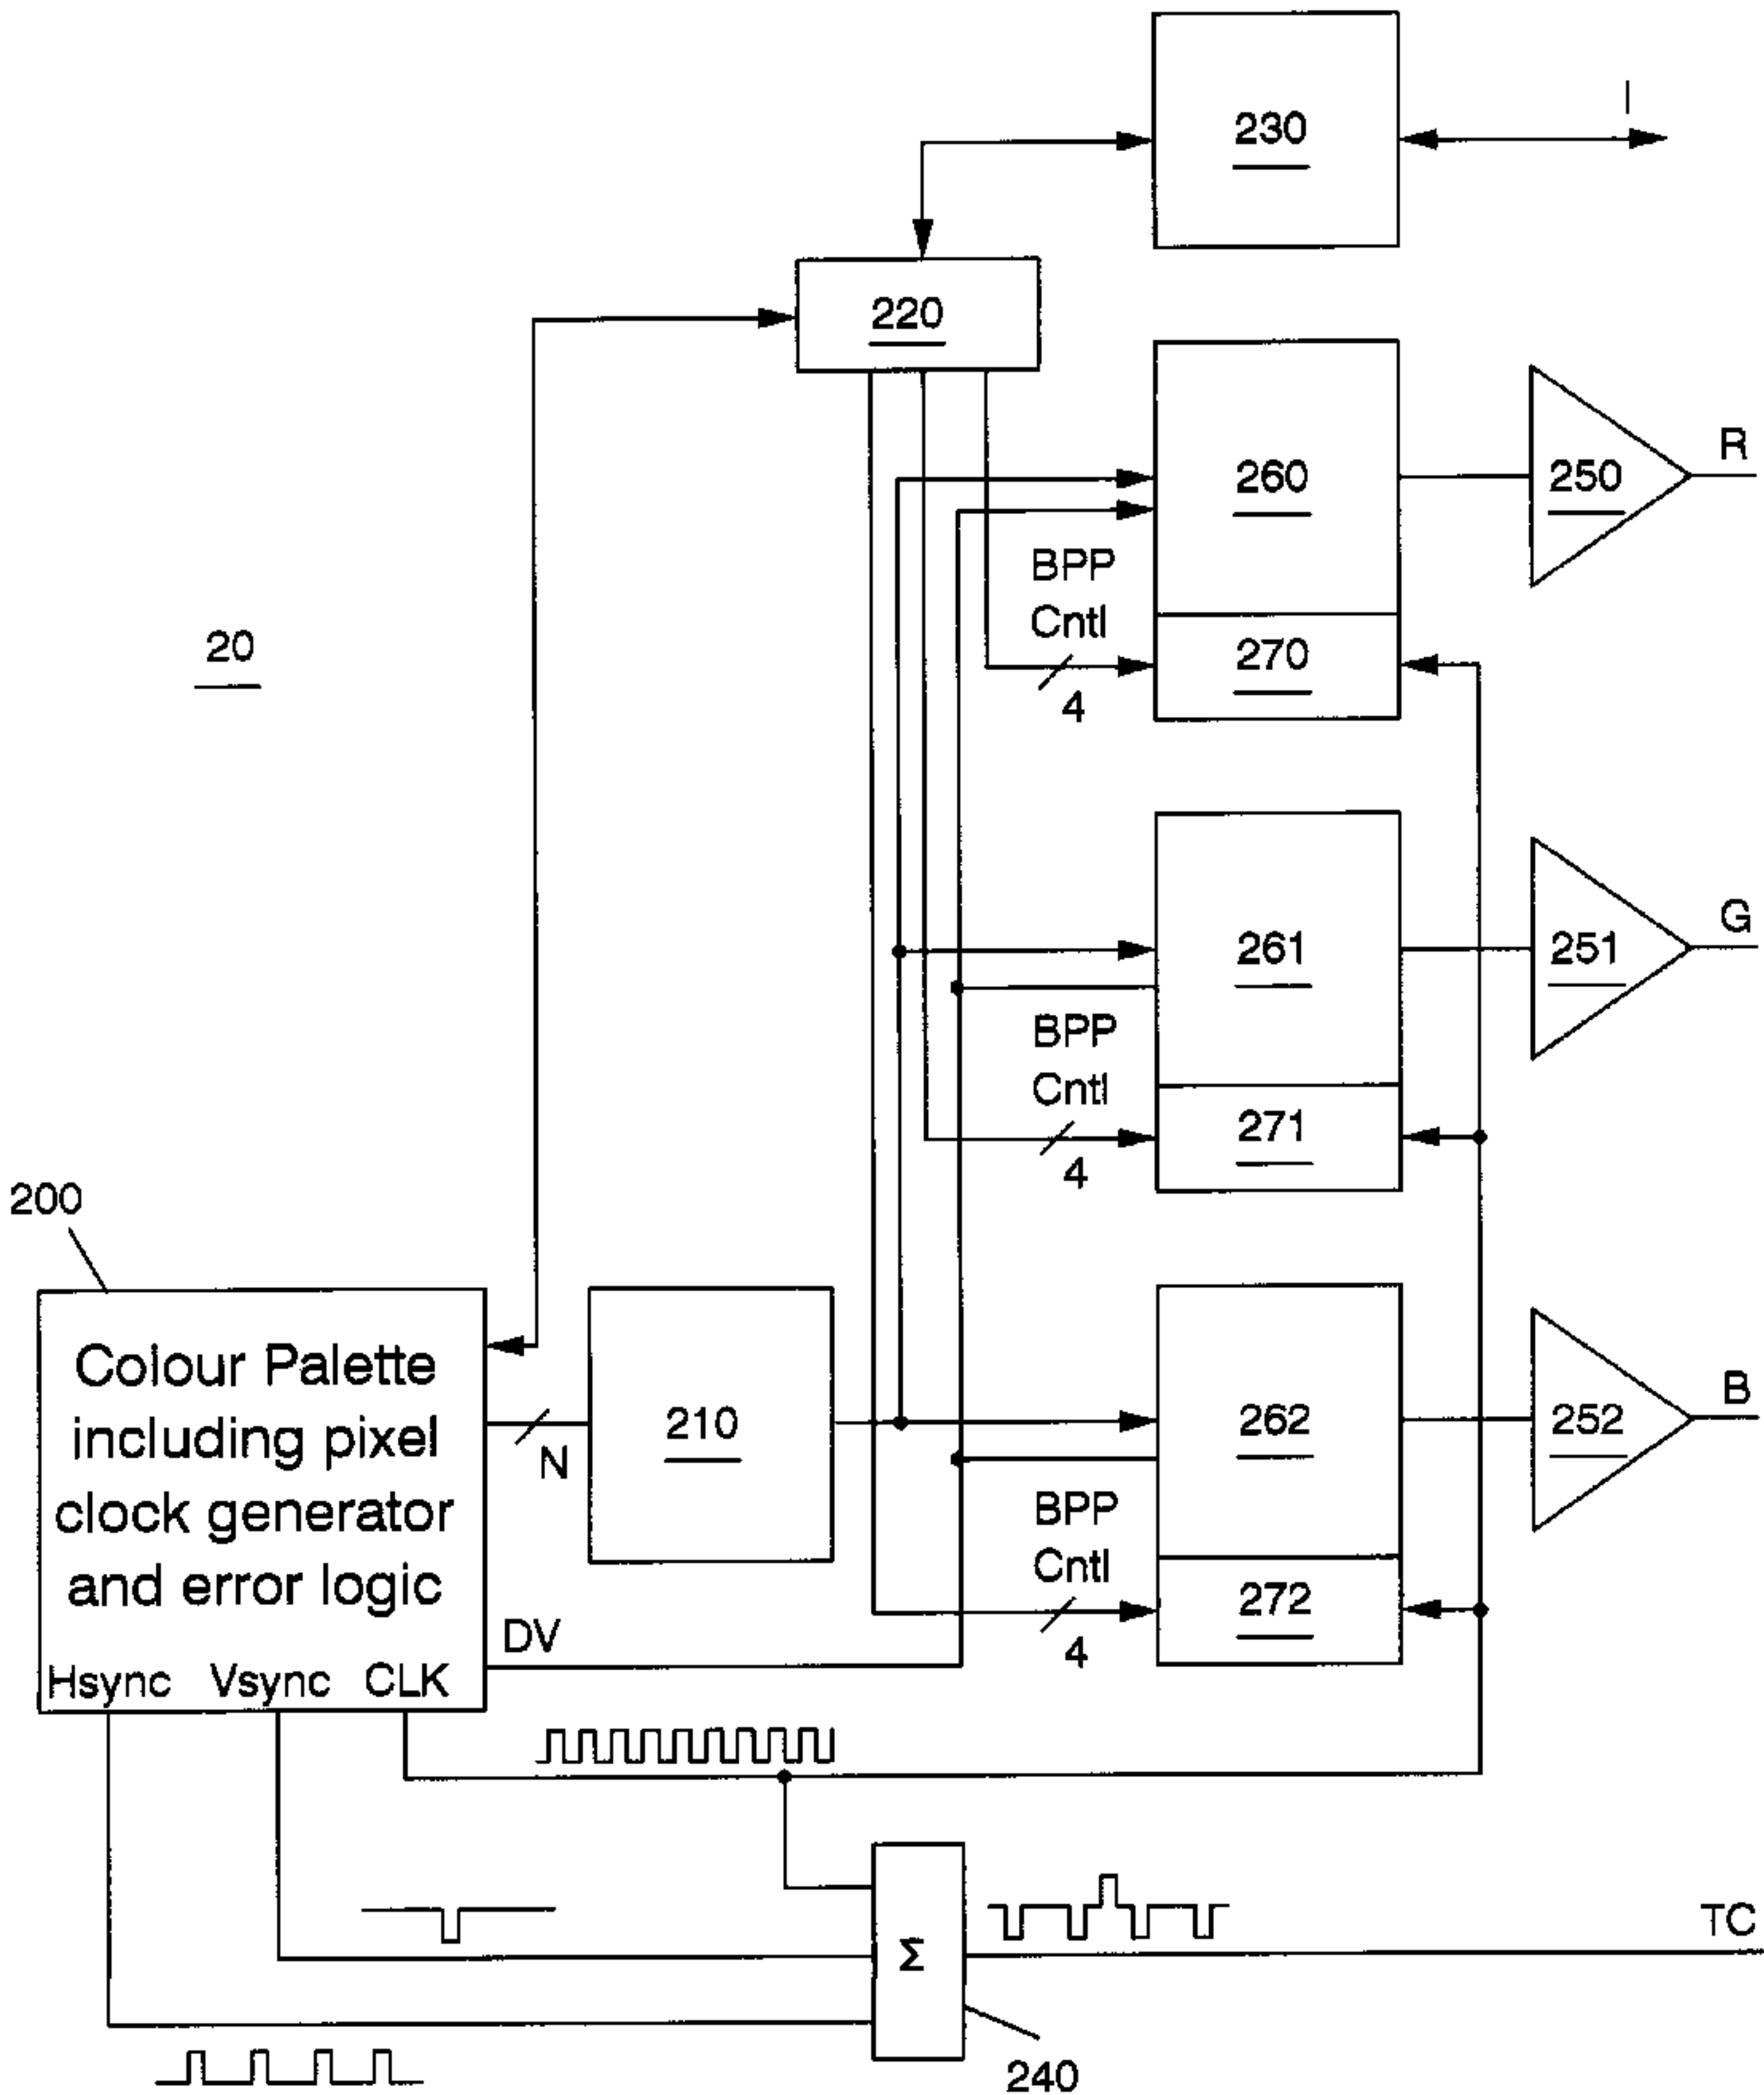 I
230
220
R
260
250
BPP
Cntl
20
270
4
G
261
251
BPP
Cntl
271
4
200
B
Colour Palette
including pixel
clock generator
and error logic
210
262
252
N
BPP
Cntl
272
4
DV
Hsync Vsync CLK
TC
Σ
240